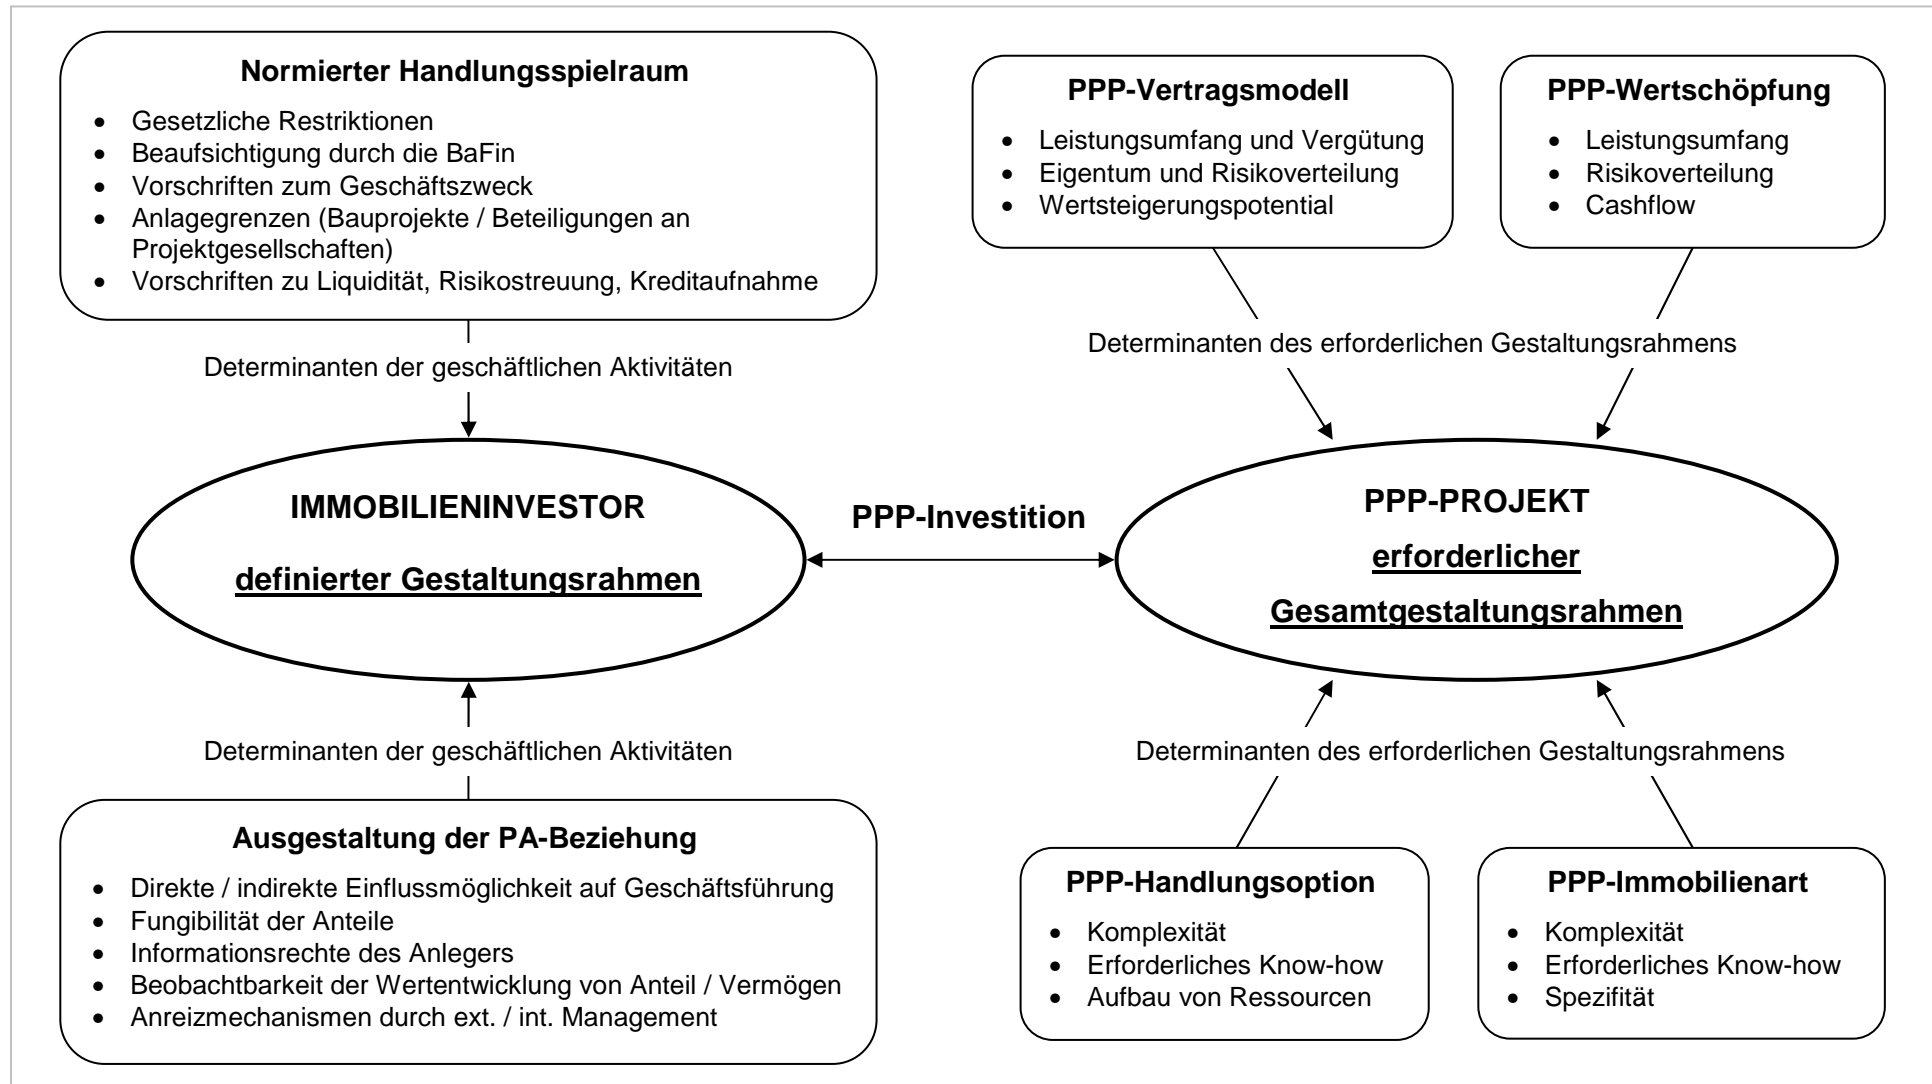 Normierter Handlungsspielraum
• Gesetzliche Restriktionen
• Beaufsichtigung durch die BaFin
• Vorschriften zum Geschäftszweck
• Anlagegrenzen (Bauprojekte / Beteiligungen an
Projektgesellschaften)
• Vorschriften zu Liquidität, Risikostreuung, Kreditaufnahme
PPP-Vertragsmodell
• Leistungsumfang und Vergütung
• Eigentum und Risikoverteilung
• Wertsteigerungspotential
PPP-Wertschöpfung
• Leistungsumfang
• Risikoverteilung
• Cashflow
Determinanten der geschäftlichen Aktivitäten
Determinanten des erforderlichen Gestaltungsrahmens
IMMOBILIENINVESTOR
definierter Gestaltungsrahmen
PPP-Investition
PPP-PROJEKT
erforderlicher
Gesamtgestaltungsrahmen
Determinanten der geschäftlichen Aktivitäten
Determinanten des erforderlichen Gestaltungsrahmens
Ausgestaltung der PA-Beziehung
• Direkte / indirekte Einflussmöglichkeit auf Geschäftsführung
• Fungibilität der Anteile
• Informationsrechte des Anlegers
• Beobachtbarkeit der Wertentwicklung von Anteil / Vermögen
• Anreizmechanismen durch ext. / int. Management
PPP-Handlungsoption
• Komplexität
• Erforderliches Know-how
• Aufbau von Ressourcen
PPP-Immobilienart
• Komplexität
• Erforderliches Know-how
• Spezifität